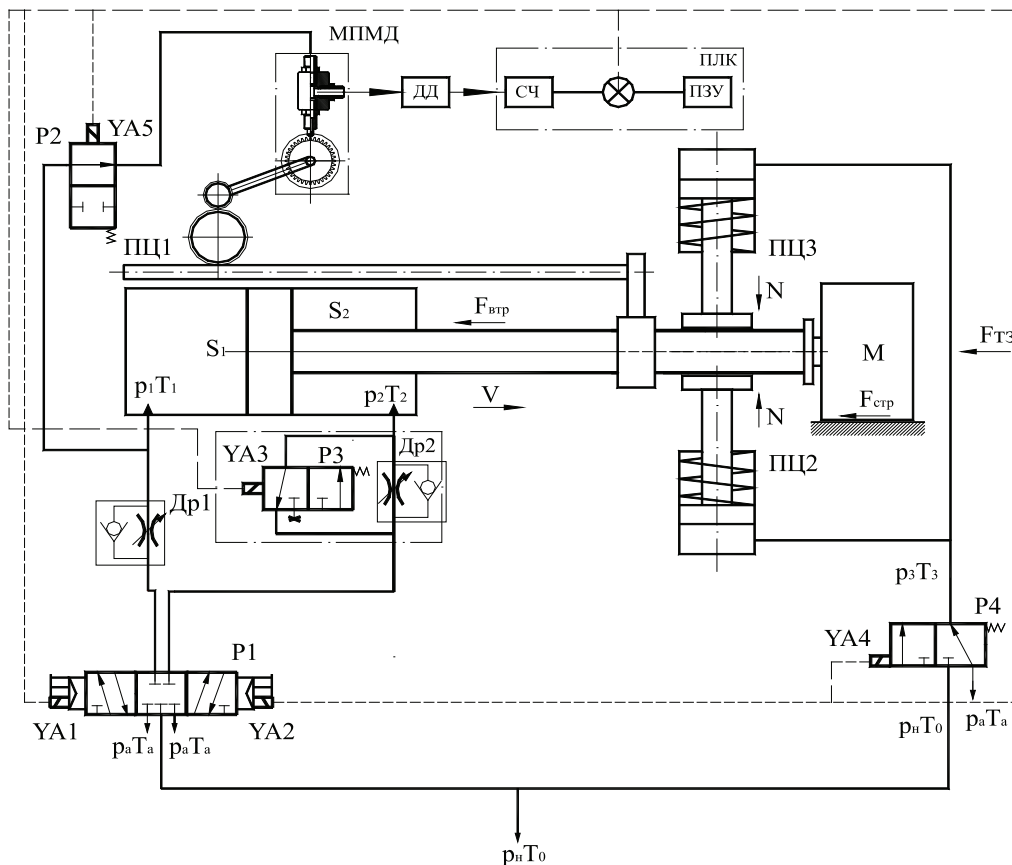 МПМД
ПЛК
ДД
СЧ
ПЗУ
P2
YA5
ПЦ1
ПЦ3
S₂
Fвтр
N
S₁
M
Fтз
p₁T₁
p₂T₂
V
N
Fстр
YA3
P3
Др2
ПЦ2
Др1
p₃T₃
P4
YA4
P1
YA1
pₐTₐ
pₐTₐ
YA2
pₐTₐ
pнT₀
pнT₀